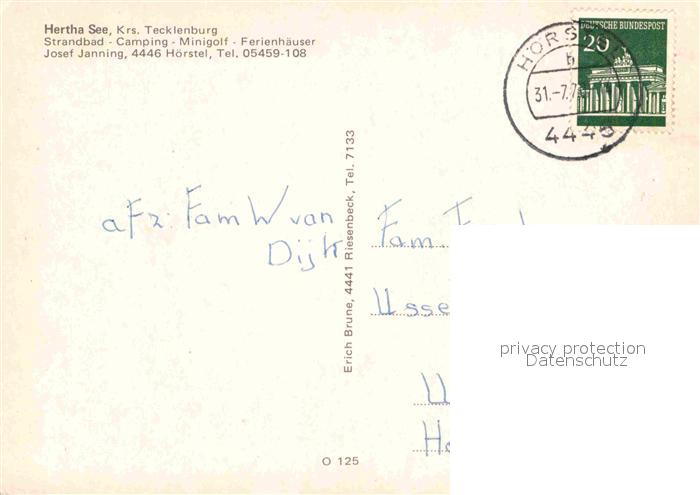 Hertha See, Krs. Tecklenburg
Strandbad - Camping - Minigolf - Ferienhäuser
Josef Janning, 4446 Hörstel, Tel. 05459-108
DEUTSCHE BUNDESPOST
20
b
31.-7.7
4446
Erich Brune, 4441 Riesenbeck, Tel. 7133
afz: Fam W van
Dijk
Fam.
Usse
privacy protection
Datenschutz
O 125